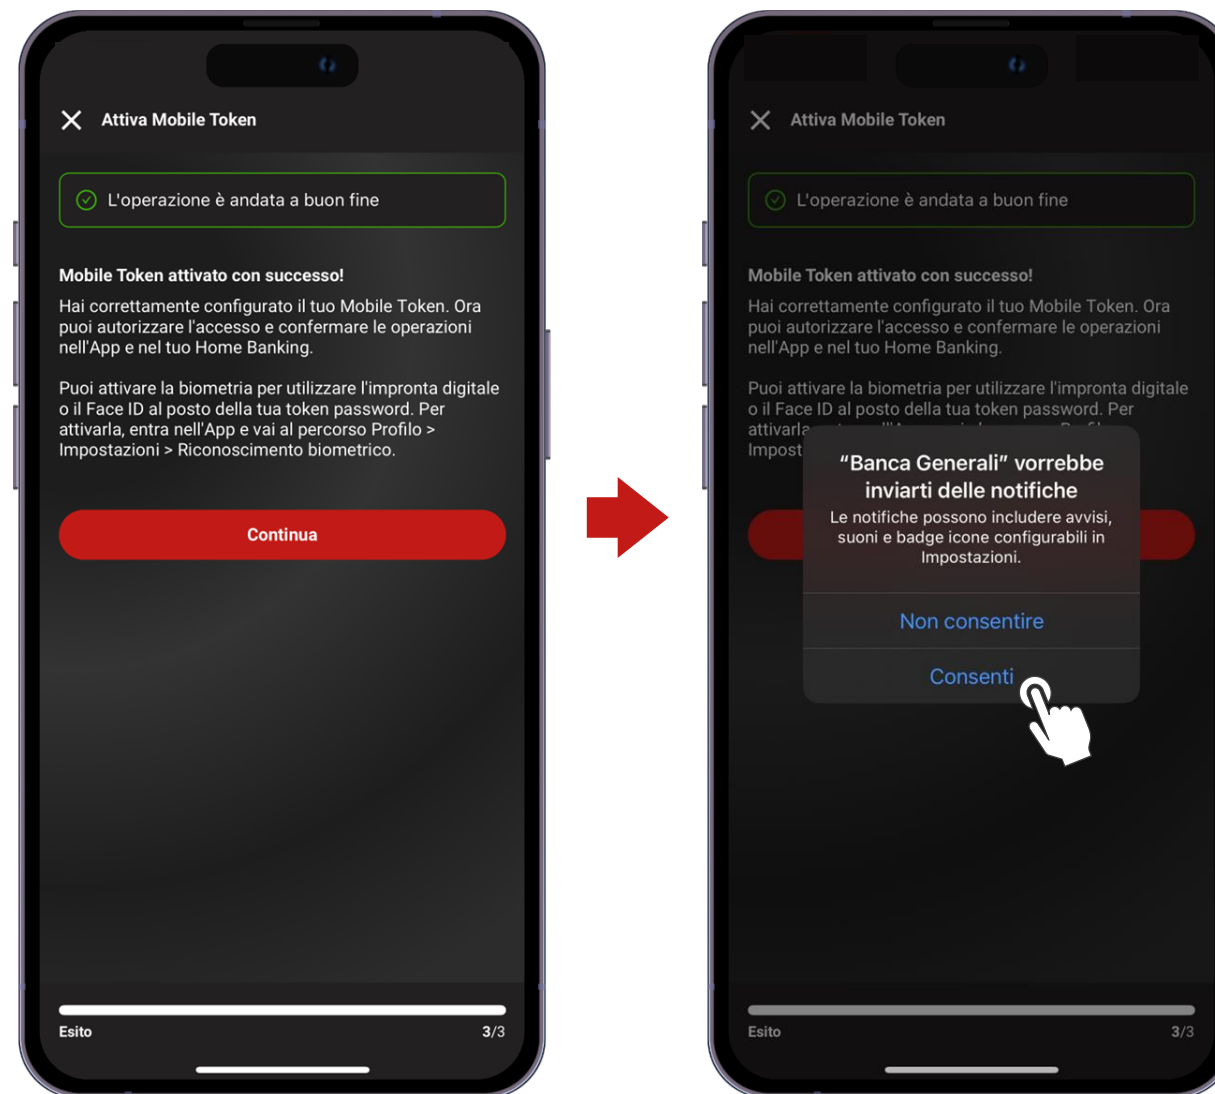 Attiva Mobile Token
L'operazione è andata a buon fine
Mobile Token attivato con successo!
Hai correttamente configurato il tuo Mobile Token. Ora
puoi autorizzare l'accesso e confermare le operazioni
nell'App e nel tuo Home Banking.
Puoi attivare la biometria per utilizzare l'impronta digitale
o il Face ID al posto della tua token password. Per
attivarla, entra nell'App e vai al percorso Profilo >
Impostazioni > Riconoscimento biometrico.
Continua
Esito
3/3
Attiva Mobile Token
L'operazione è andata a buon fine
Mobile Token attivato con successo!
Hai correttamente configurato il tuo Mobile Token. Ora
puoi autorizzare l'accesso e confermare le operazioni
nell'App e nel tuo Home Banking.
Puoi attivare la biometria per utilizzare l'impronta digitale
o il Face ID al posto della tua token password. Per
attivarla
Impost
“Banca Generali” vorrebbe
inviarti delle notifiche
Le notifiche possono includere avvisi,
suoni e badge icone configurabili in
Impostazioni.
Non consentire
Consenti
Esito
3/3